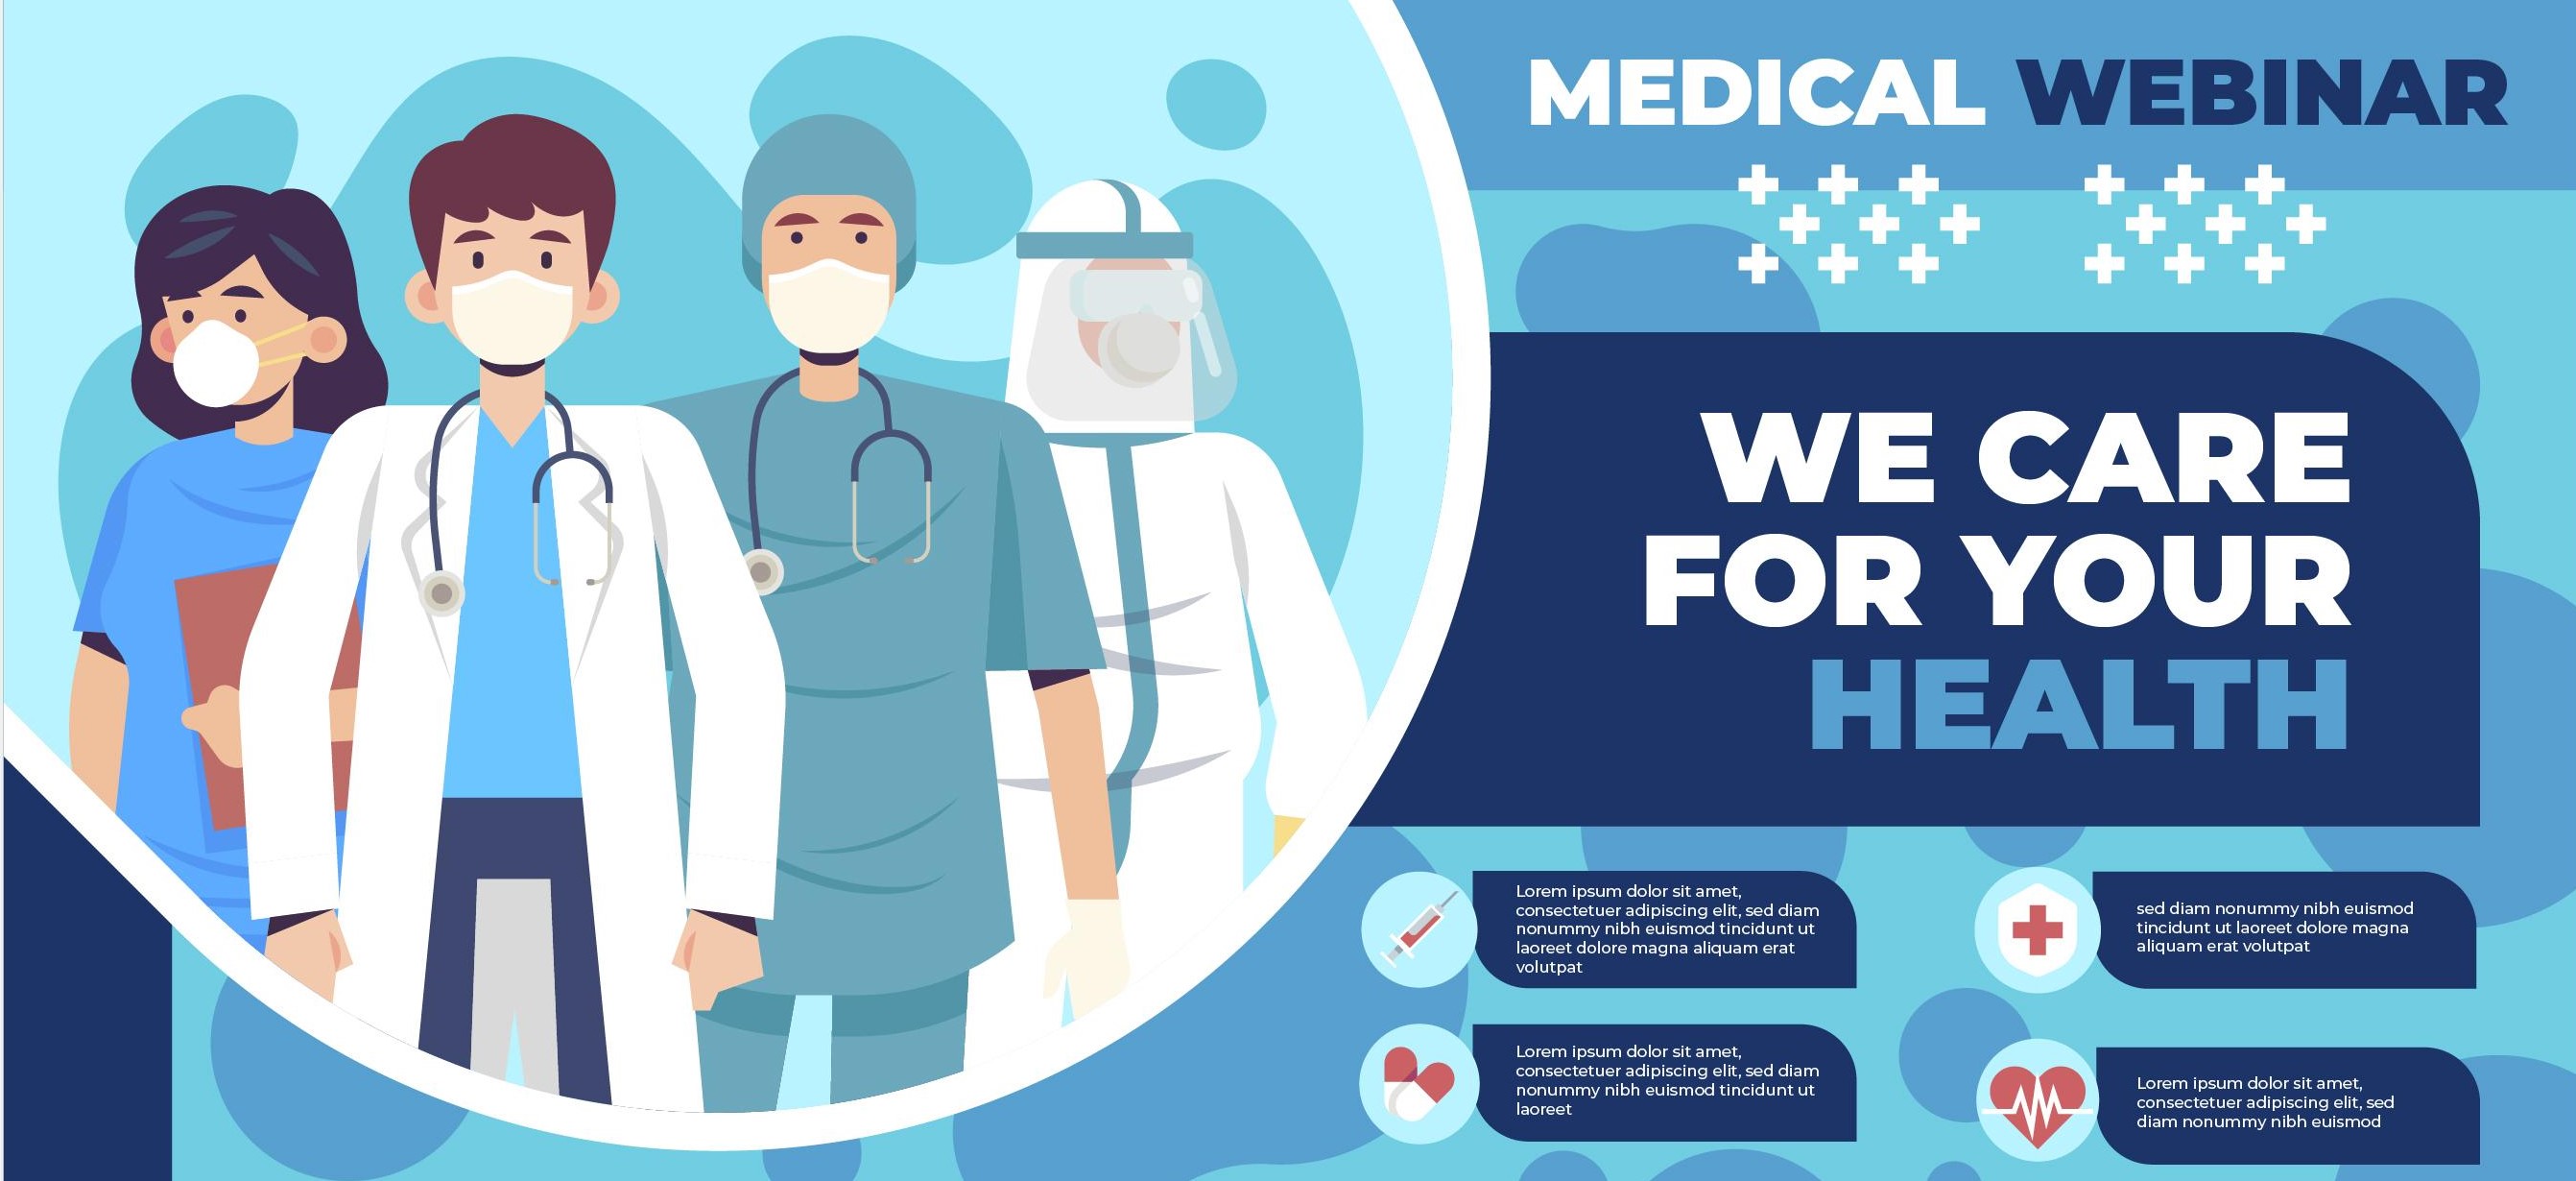 MEDICAL WEBINAR
WE CARE
FOR YOUR
HEALTH
Lorem ipsum dolor sit amet,
consectetuer adipiscing elit, sed diam
nonummy nibh euismod tincidunt ut
laoreet dolore magna aliquam erat
volutpat
sed diam nonummy nibh euismod
tincidunt ut laoreet dolore magna
aliquam erat volutpat
Lorem ipsum dolor sit amet,
consectetuer adipiscing elit, sed diam
nonummy nibh euismod tincidunt ut
laoreet
Lorem ipsum dolor sit amet,
consectetuer adipiscing elit, sed
diam nonummy nibh euismod